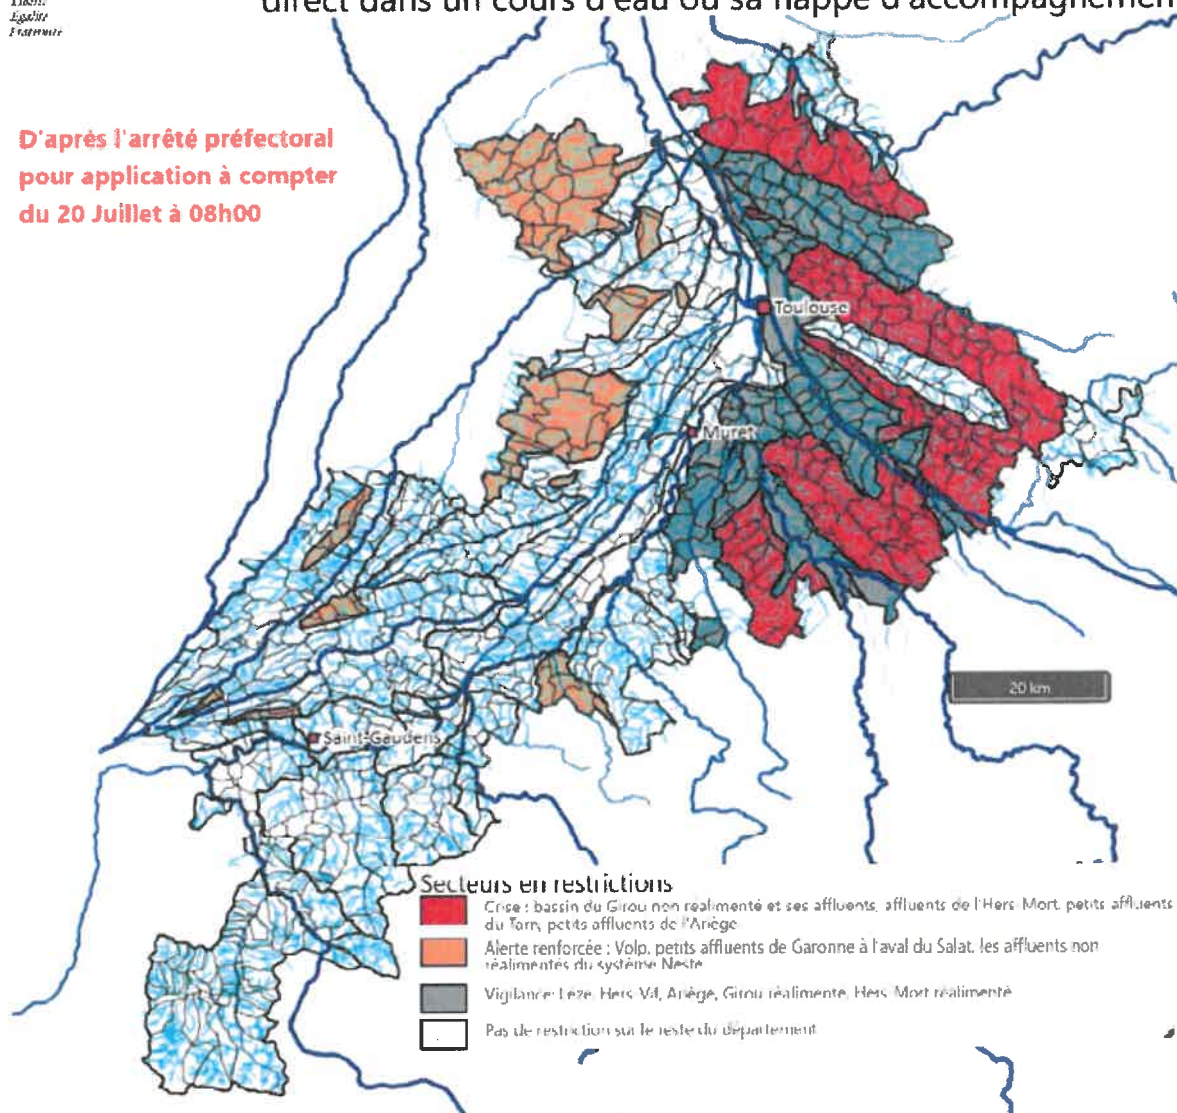 Égalité
Fraternité
direct dans un cours d'eau ou sa nappe d'accompagnemen
D'après l'arrêté préfectoral
pour application à compter
du 20 Juillet à 08h00
Toulouse
Muret
20 km
Saint-Gaudens
Secteurs en restrictions
Crise : bassin du Girou non réalimenté et ses affluents, affluents de l'Hers Mort, petits affluents
du Tarn, petits affluents de l'Ariège
Alerte renforcée : Volp, petits affluents de Garonne à l'aval du Salat, les affluents non
réalimentés du système Neste
Vigilance: Lèze, Hers-Vif, Ariège, Girou réalimenté, Hers-Mort réalimenté
Pas de restriction sur le reste du département